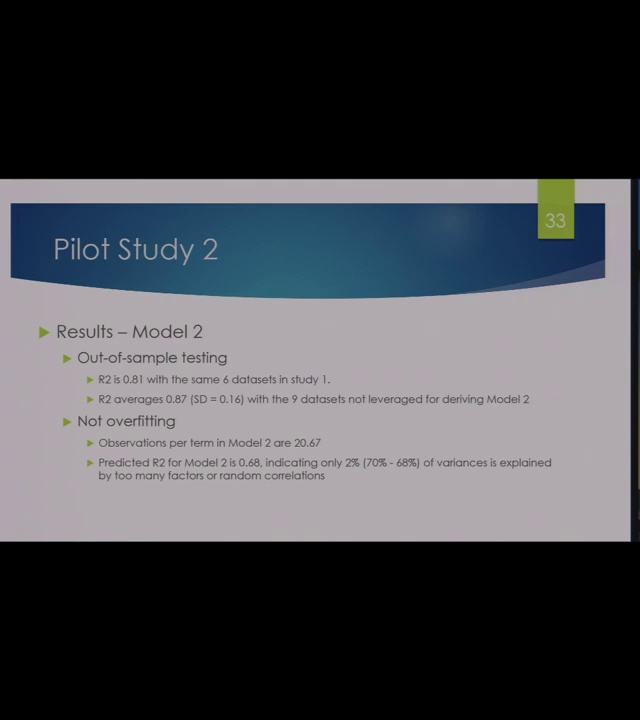 33
Pilot Study 2
Results – Model 2
Out-of-sample testing
R2 is 0.81 with the same 6 datasets in study 1.
R2 averages 0.87 (SD = 0.16) with the 9 datasets not leveraged for deriving Model 2
Not overfitting
Observations per term in Model 2 are 20.67
Predicted R2 for Model 2 is 0.68, indicating only 2% (70% - 68%) of variances is explained
by too many factors or random correlations